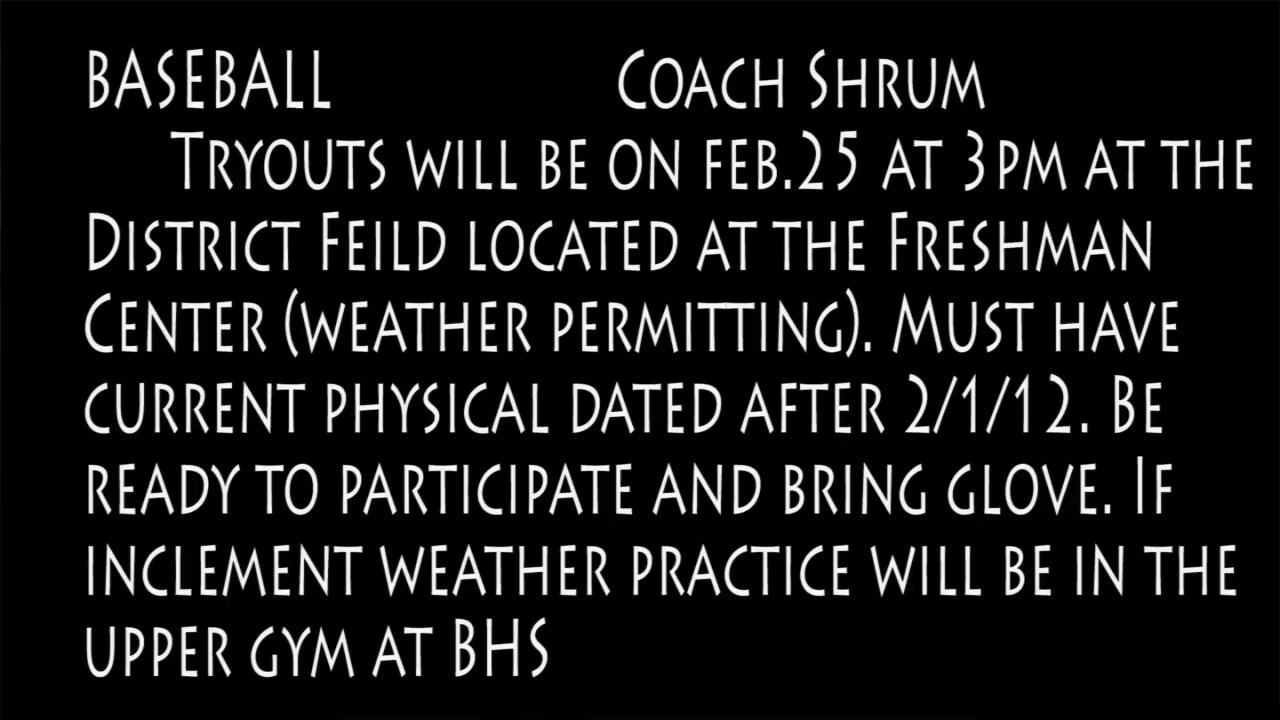 BASEBALL Coach Shrum
Tryouts will be on feb.25 at 3pm at the
District Feild located at the Freshman
Center (weather permitting). Must have
current physical dated after 2/1/12. Be
ready to participate and bring glove. If
inclement weather practice will be in the
upper gym at BHS